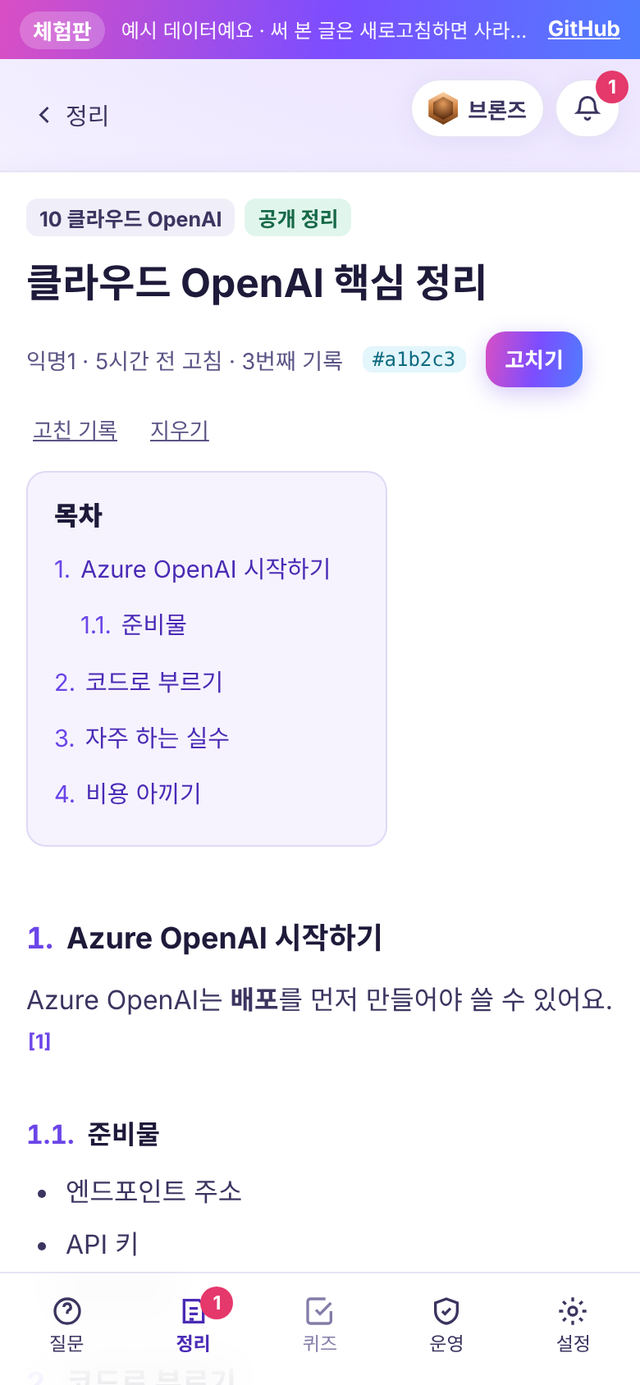 체험판 예시 데이터예요 · 써 본 글은 새로고침하면 사라... GitHub
정리 브론즈 1
10 클라우드 OpenAI 공개 정리
클라우드 OpenAI 핵심 정리
익명1 · 5시간 전 고침 · 3번째 기록 #a1b2c3 고치기
고친 기록 지우기
목차
1. Azure OpenAI 시작하기
1.1. 준비물
2. 코드로 부르기
3. 자주 하는 실수
4. 비용 아끼기
1. Azure OpenAI 시작하기
Azure OpenAI는 배포를 먼저 만들어야 쓸 수 있어요.
[1]
1.1. 준비물
• 엔드포인트 주소
• API 키
1
질문 정리 퀴즈 운영 설정
2. 코드로 부르기